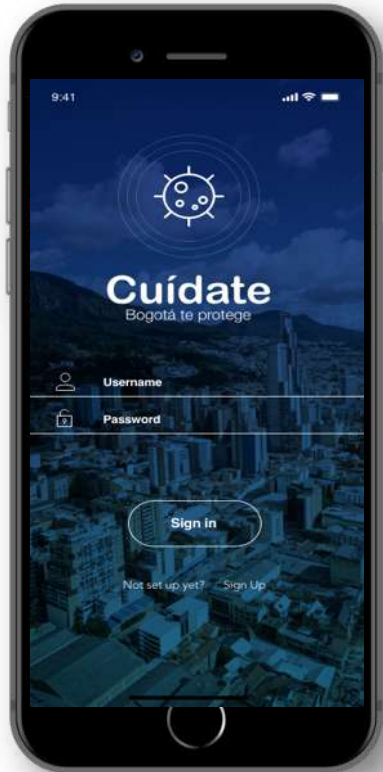 9:41
Cuídate
Bogotá te protege
Username
Password
Sign in
Not set up yet? Sign Up